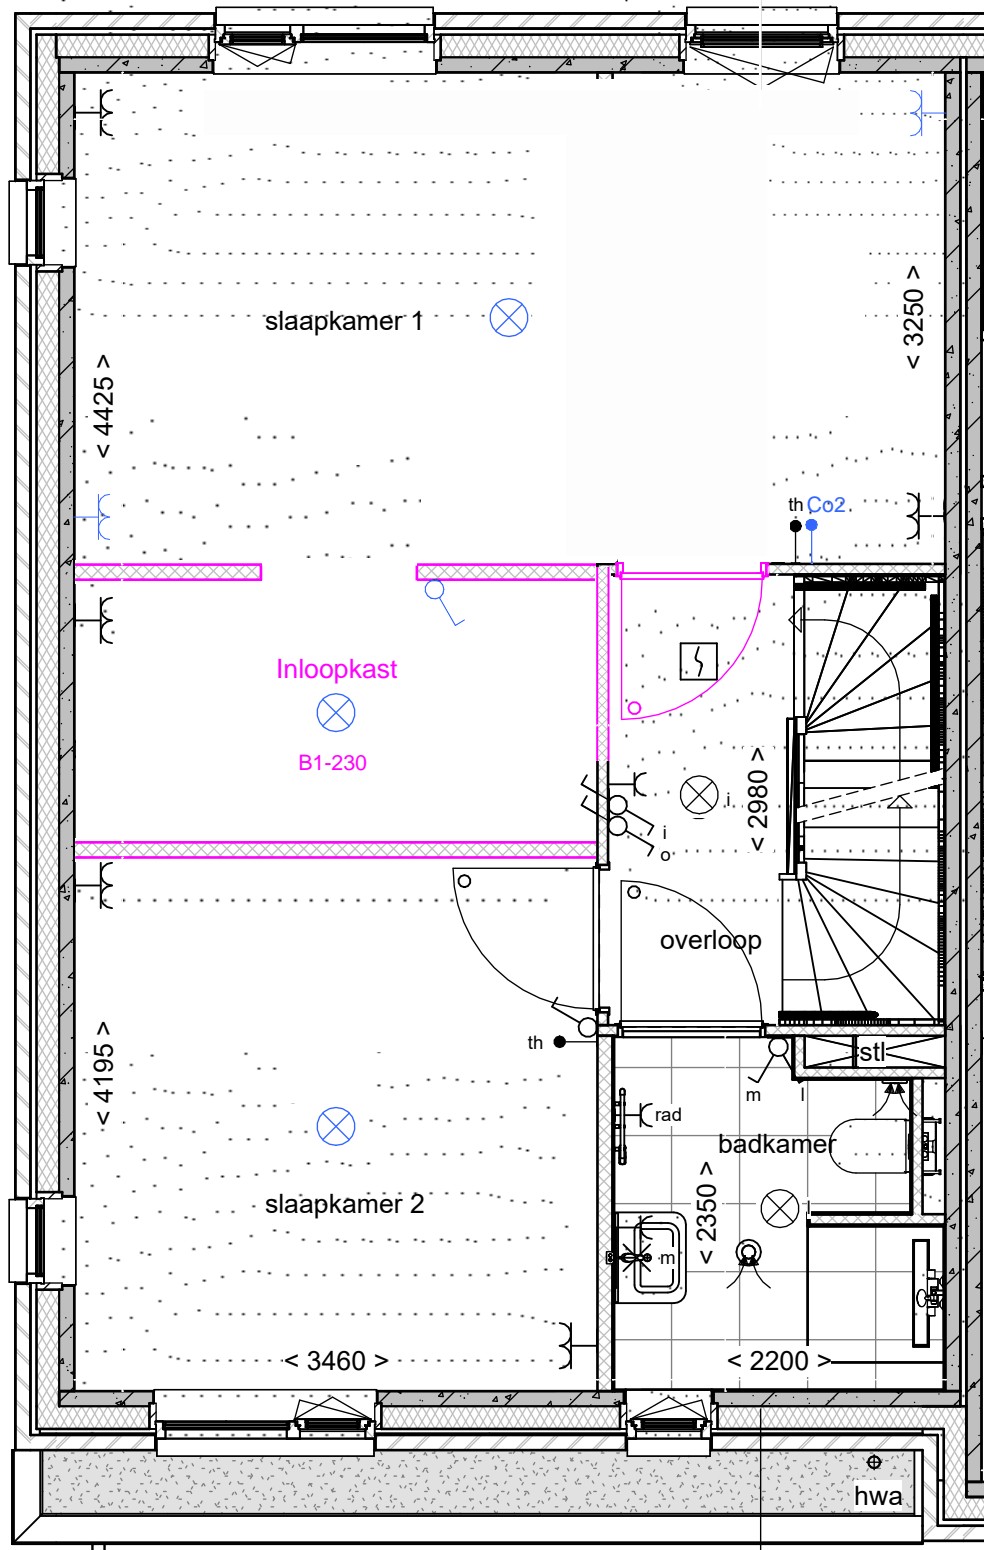 slaapkamer 1
< 3250 >
< 4425 >
th Co2
Inloopkast
B1-230
< 2980 >
i
i
o
overloop
th
stl
< 4195 >
m
l
rad
badkamer
slaapkamer 2
< 2350 >
m
< 3460 >
< 2200 >
hwa